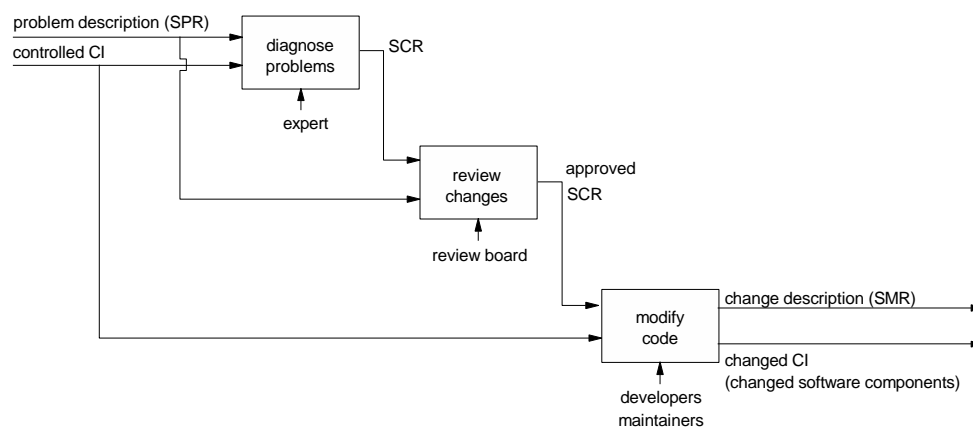 problem description (SPR)
controlled CI
diagnose
problems
SCR
expert
review
changes
approved
SCR
review board
modify
code
change description (SMR)
changed CI
(changed software components)
developers
maintainers